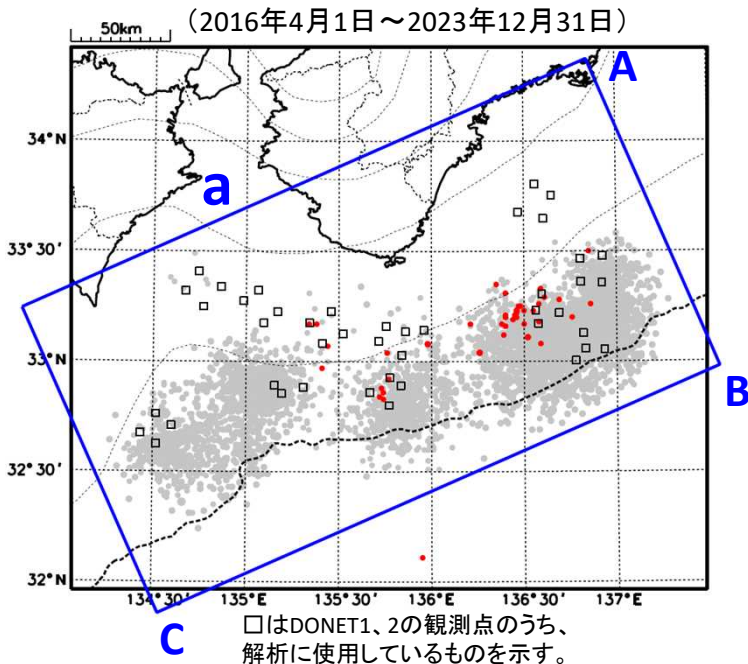 (2016年4月1日～2023年12月31日)
50km
A
a
34°N
33°30′
33°N
B
32°30′
32°N
134°30′ 135°E 135°30′ 136°E 136°30′ 137°E
C
□はDONET1、2の観測点のうち、
解析に使用しているものを示す。